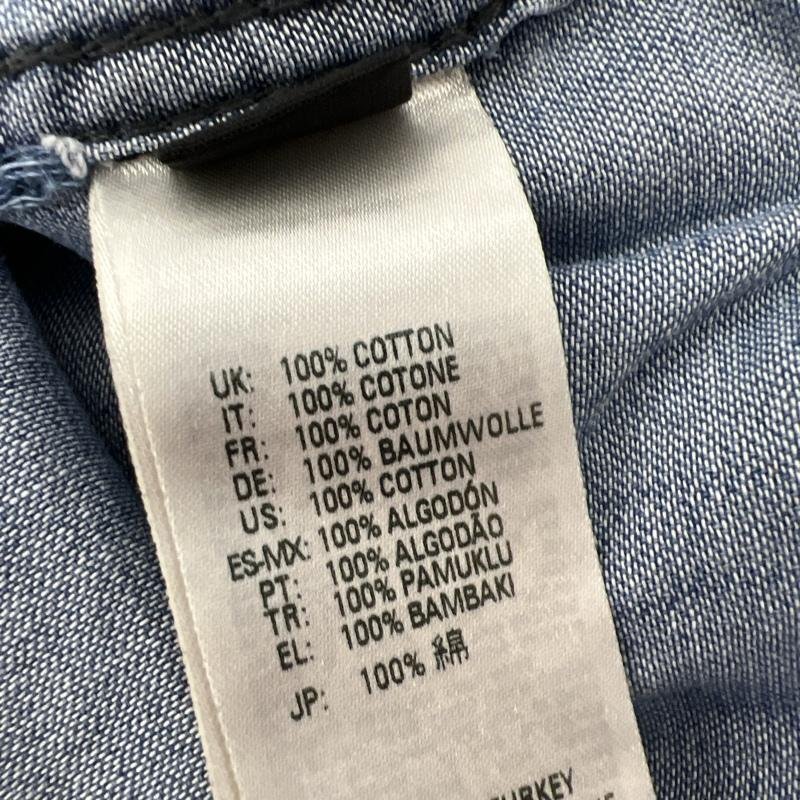 UK: 100% COTTON
IT: 100% COTONE
FR: 100% COTON
DE: 100% BAUMWOLLE
US: 100% COTTON
ES-MX: 100% ALGODÓN
PT: 100% ALGODÃO
TR: 100% PAMUKLU
EL: 100% BAMBAKI
JP: 100% 綿